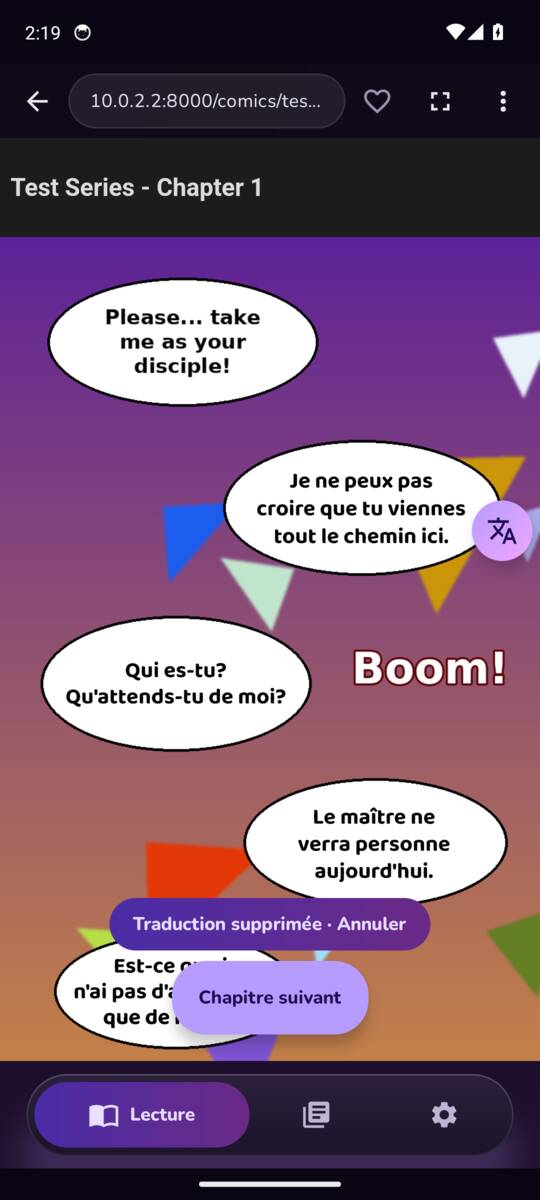 2:19
10.0.2.2:8000/comics/tes...
Test Series - Chapter 1
Please... take
me as your
disciple!
Je ne peux pas
croire que tu viennes
tout le chemin ici.
Qui es-tu?
Qu'attends-tu de moi?
Boom!
Le maître ne
verra personne
aujourd'hui.
Traduction supprimée · Annuler
Est-ce
n'ai pas
que de
Chapitre suivant
Lecture